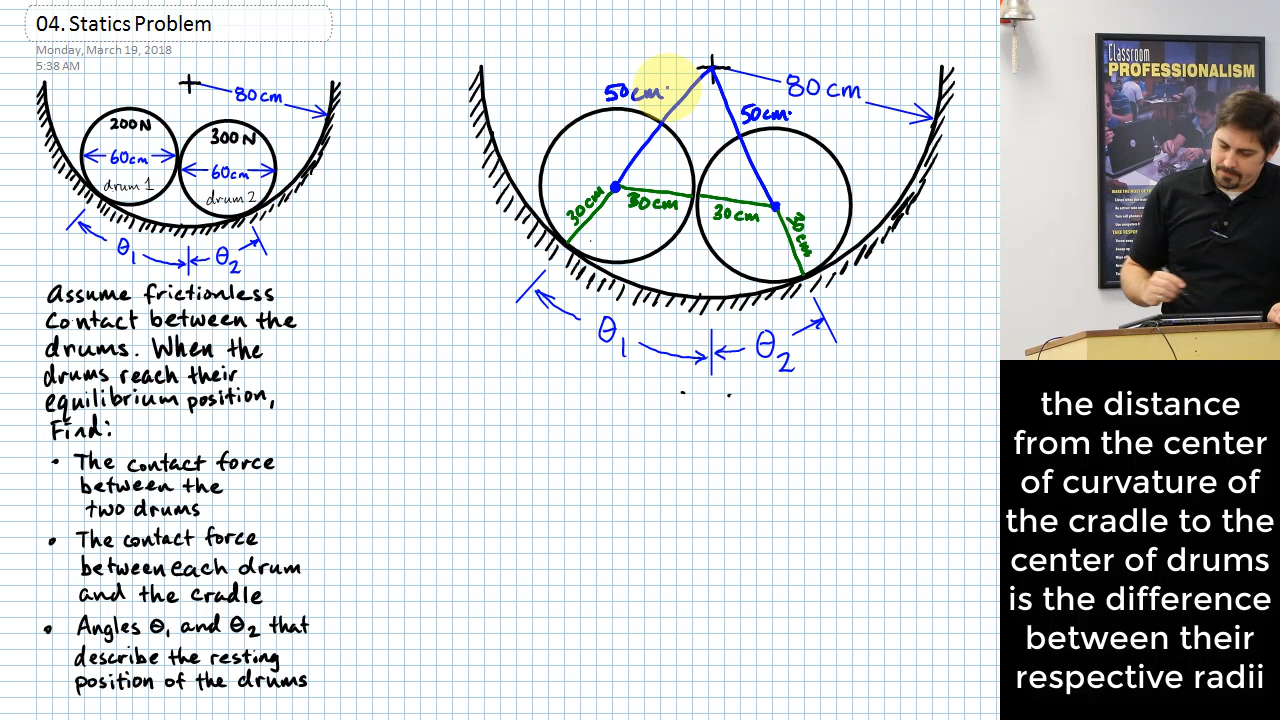 04. Statics Problem
Monday, March 19, 2018
5:38 AM
80cm
200N
300N
60cm
60cm
drum 1
drum 2
θ1
θ2
Assume frictionless
contact between the
drums. When the
drums reach their
equilibrium position,
Find:
• The contact force
between the
two drums
• The contact force
between each drum
and the cradle
• Angles θ1 and θ2 that
describe the resting
position of the drums
50cm
80cm
50cm
30cm
30cm
30cm
30cm
θ1
θ2
Classroom
PROFESSIONALISM
the distance
from the center
of curvature of
the cradle to the
center of drums
is the difference
between their
respective radii